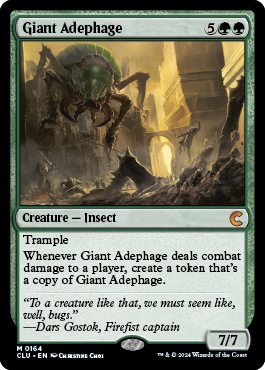 Giant Adephage 5
Creature — Insect
Trample
Whenever Giant Adephage deals combat
damage to a player, create a token that's
a copy of Giant Adephage.
“To a creature like that, we must seem like,
well, bugs.”
—Dars Gostok, Firefist captain
7/7
M 0164
CLU • EN Christine Choi
™ & © 2024 Wizards of the Coast